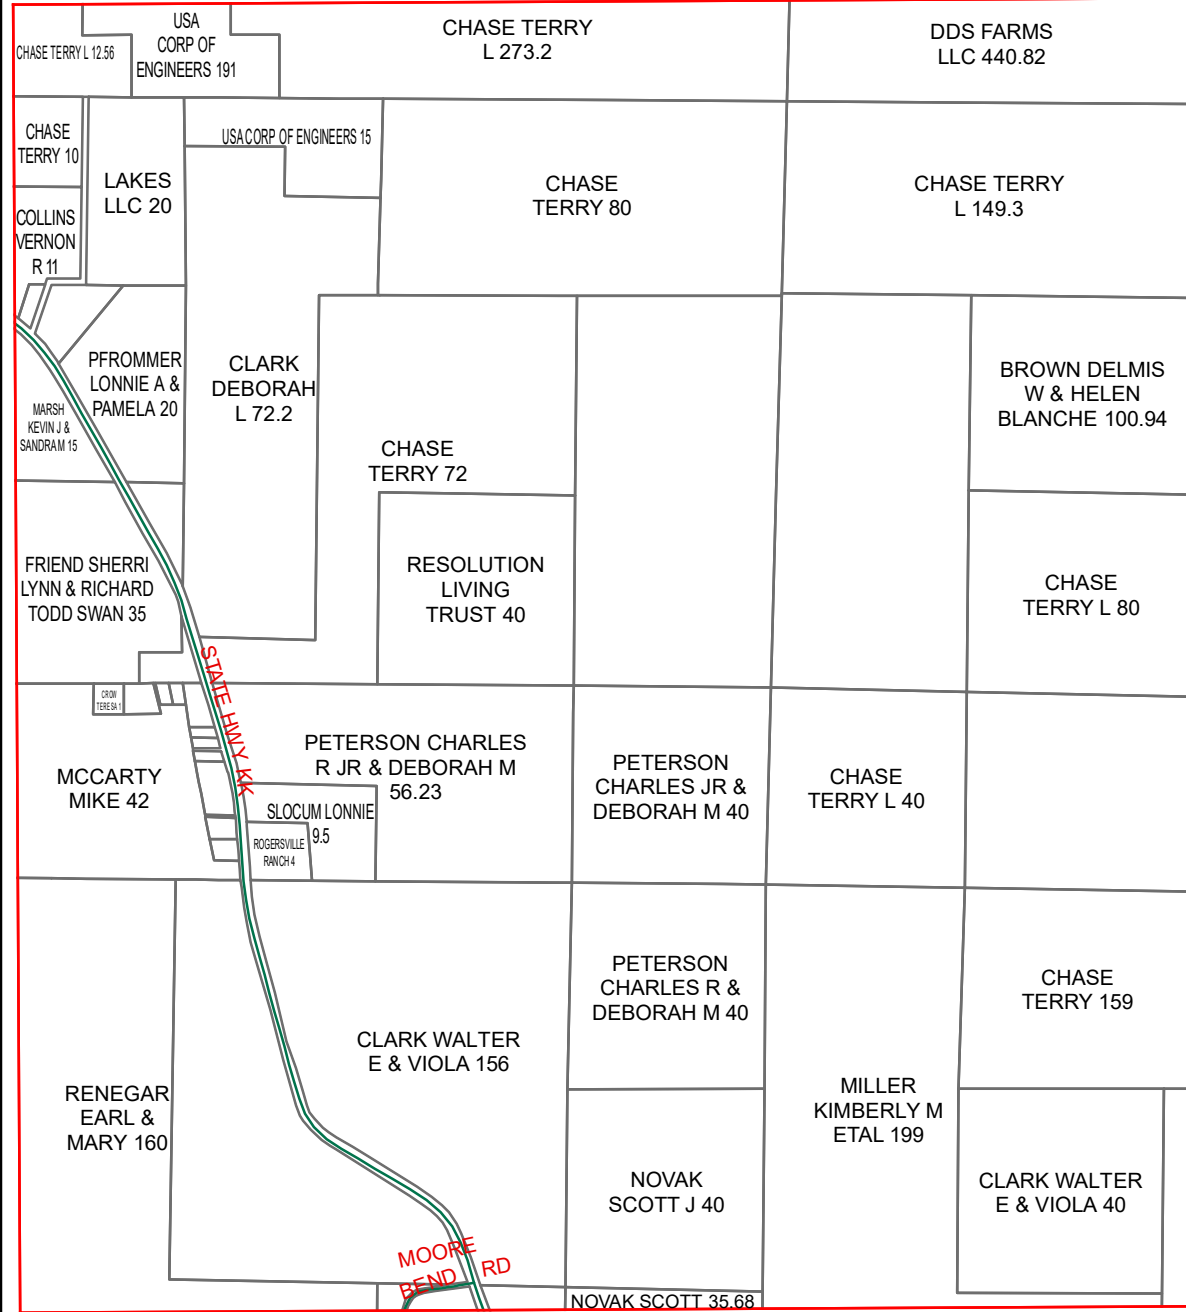 CHASE TERRY L 12.56
USA
CORP OF
ENGINEERS 191
CHASE TERRY
L 273.2
DDS FARMS
LLC 440.82
CHASE
TERRY 10
LAKES
LLC 20
USA CORP OF ENGINEERS 15
CHASE
TERRY 80
CHASE TERRY
L 149.3
COLLINS
VERNON
R 11
PFROMMER
LONNIE A &
PAMELA 20
CLARK
DEBORAH
L 72.2
BROWN DELMIS
W & HELEN
BLANCHE 100.94
MARSH
KEVIN J &
SANDRA M 15
CHASE
TERRY 72
FRIEND SHERRI
LYNN & RICHARD
TODD SWAN 35
RESOLUTION
LIVING
TRUST 40
CHASE
TERRY L 80
STATE HWY KK
CROW
TERESA 1
MCCARTY
MIKE 42
PETERSON CHARLES
R JR & DEBORAH M
56.23
PETERSON
CHARLES JR &
DEBORAH M 40
CHASE
TERRY L 40
SLOCUM LONNIE
9.5
ROGERSVILLE
RANCH 4
PETERSON
CHARLES R &
DEBORAH M 40
CHASE
TERRY 159
CLARK WALTER
E & VIOLA 156
RENEGAR
EARL &
MARY 160
MILLER
KIMBERLY M
ETAL 199
NOVAK
SCOTT J 40
CLARK WALTER
E & VIOLA 40
MOORE
BEND RD
NOVAK SCOTT 35.68